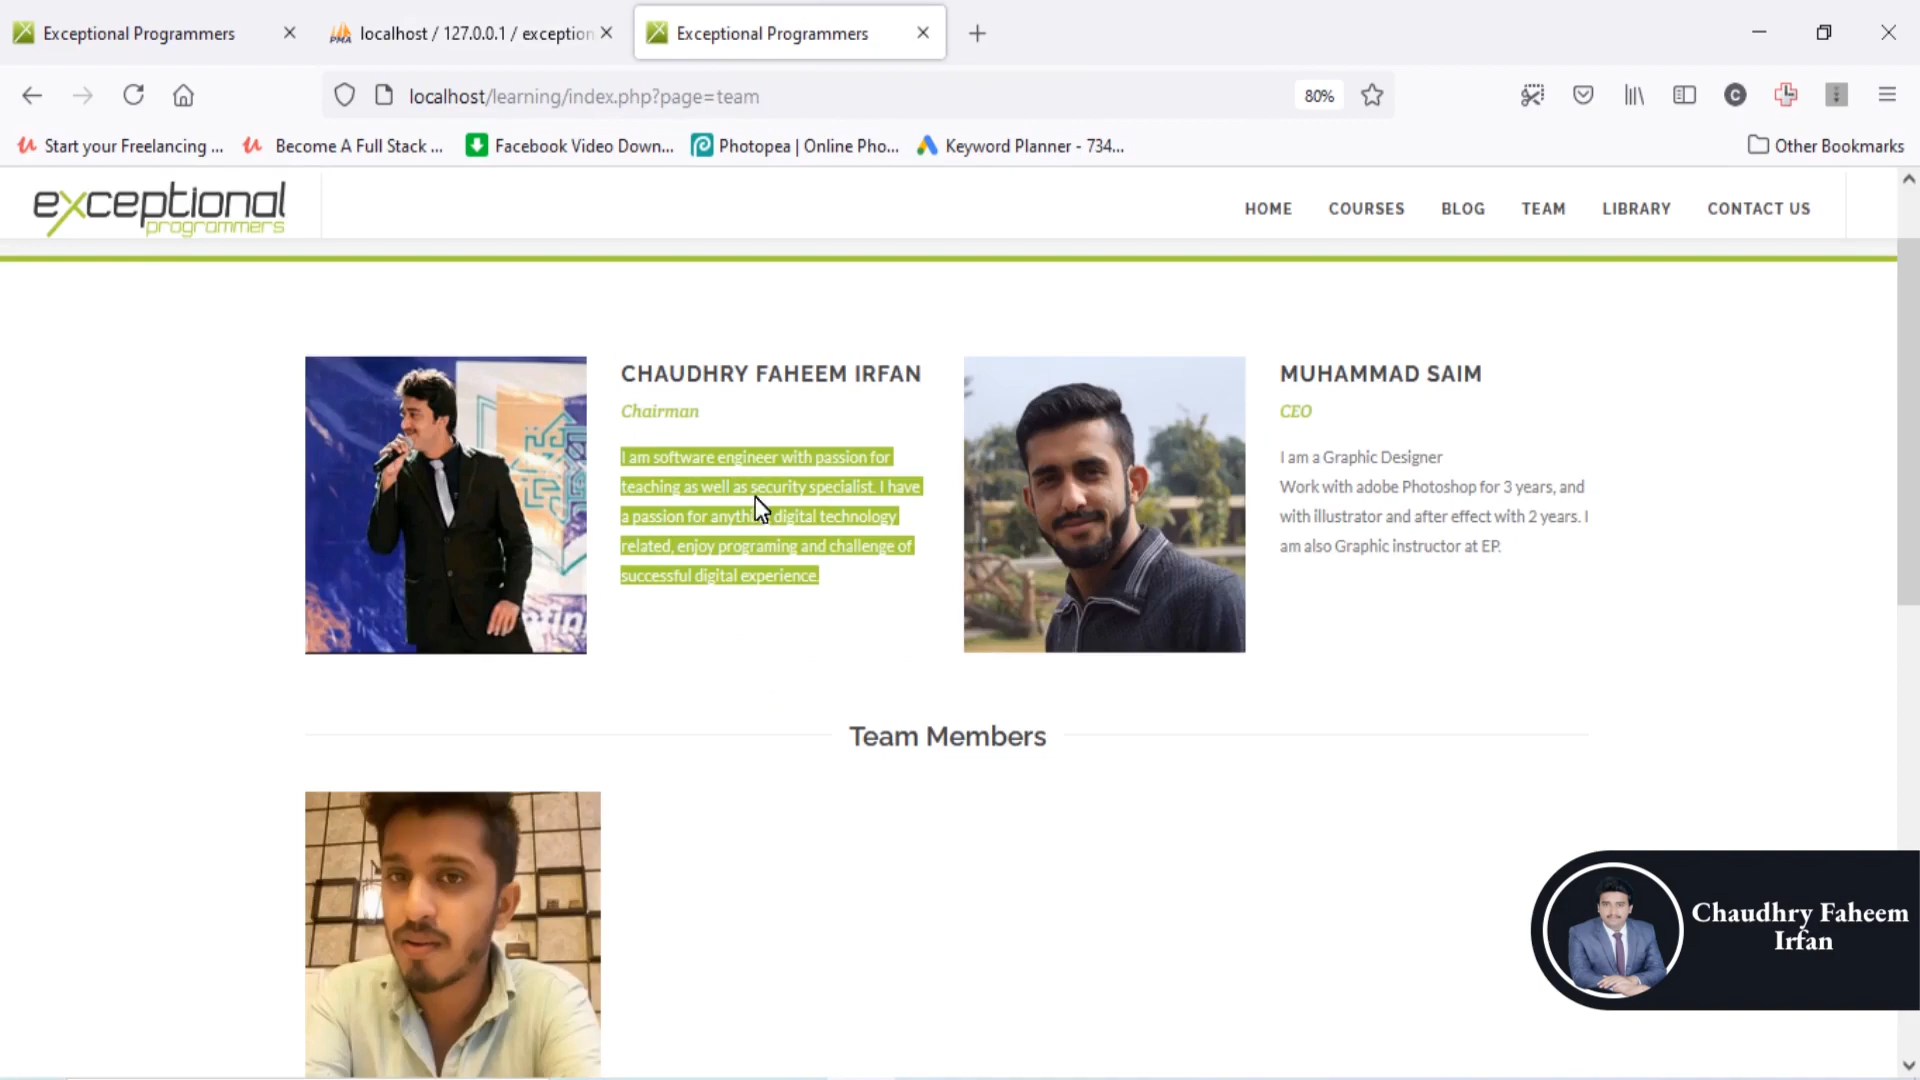 Exceptional Programmers
localhost / 127.0.0.1 / exception
Exceptional Programmers
localhost/learning/index.php?page=team
80%
Start your Freelancing ...
Become A Full Stack ...
Facebook Video Down...
Photopea | Online Pho...
Keyword Planner - 734...
Other Bookmarks
exceptional
programmers
HOME
COURSES
BLOG
TEAM
LIBRARY
CONTACT US
CHAUDHRY FAHEEM IRFAN
Chairman
I am software engineer with passion for
teaching as well as security specialist. I have
a passion for digital technology
related, enjoy programing and challenge of
successful digital experience.
MUHAMMAD SAIM
CEO
I am a Graphic Designer
Work with adobe Photoshop for 3 years, and
with illustrator and after effect with 2 years. I
am also Graphic instructor at EP.
Team Members
Chaudhry Faheem
Irfan